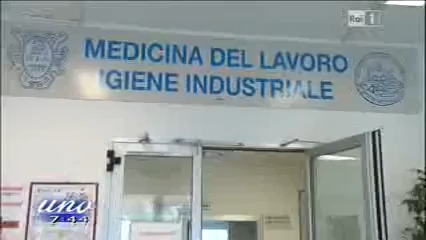 Rai 1
MEDICINA DEL LAVORO
IGIENE INDUSTRIALE
uno
7:44